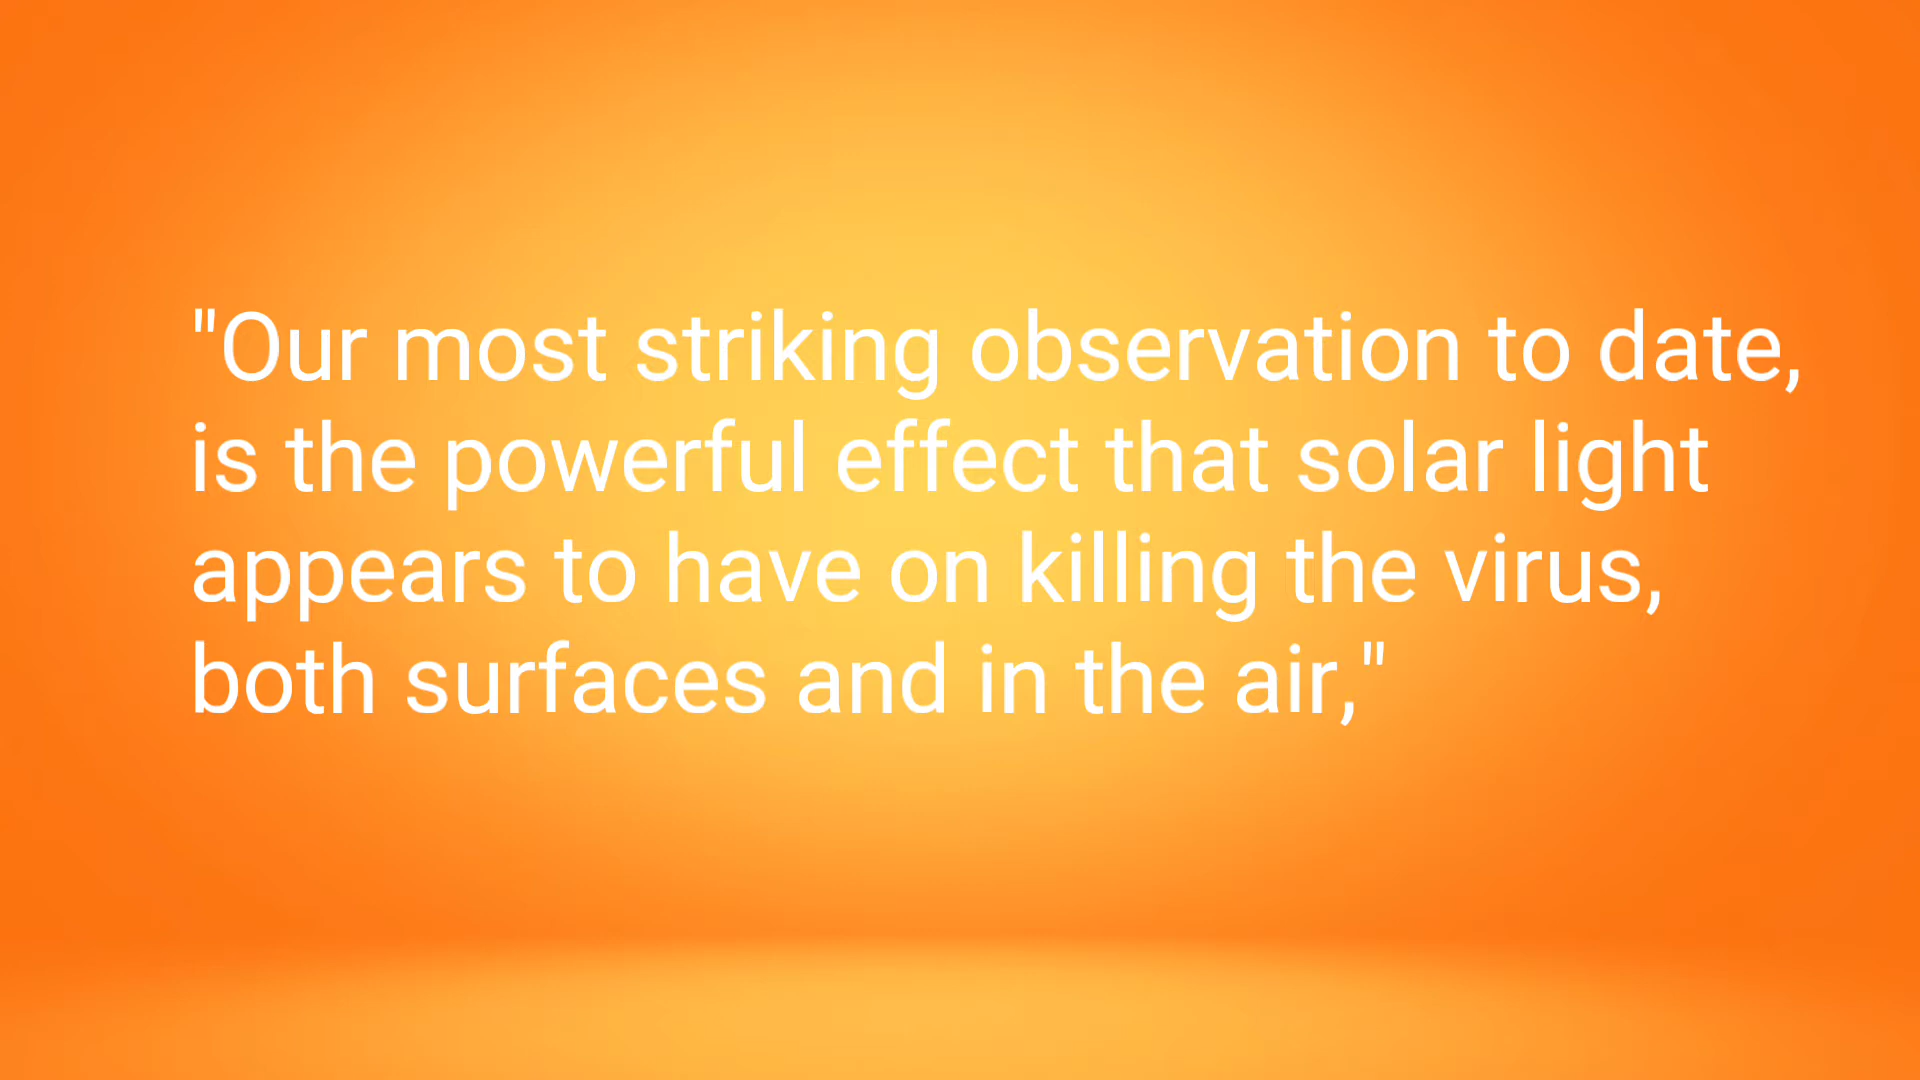 "Our most striking observation to date,
is the powerful effect that solar light
appears to have on killing the virus,
both surfaces and in the air,"